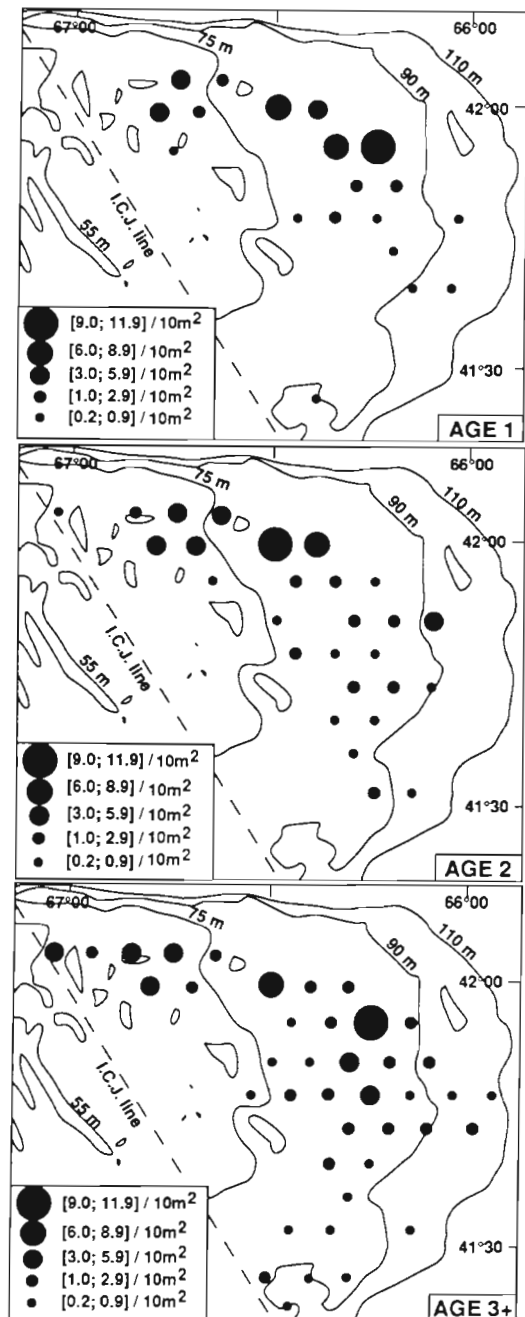 67°00
75 m
66°00
110 m
90 m
42°00
I.C.J. line
55 m
[9.0; 11.9] / 10m²
[6.0; 8.9] / 10m²
[3.0; 5.9] / 10m²
[1.0; 2.9] / 10m²
[0.2; 0.9] / 10m²
41°30
AGE 1
67°00
75 m
66°00
110 m
90 m
42°00
I.C.J. line
55 m
[9.0; 11.9] / 10m²
[6.0; 8.9] / 10m²
[3.0; 5.9] / 10m²
[1.0; 2.9] / 10m²
[0.2; 0.9] / 10m²
41°30
AGE 2
67°00
75 m
66°00
110 m
90 m
42°00
I.C.J. line
55 m
[9.0; 11.9] / 10m²
[6.0; 8.9] / 10m²
[3.0; 5.9] / 10m²
[1.0; 2.9] / 10m²
[0.2; 0.9] / 10m²
41°30
AGE 3+